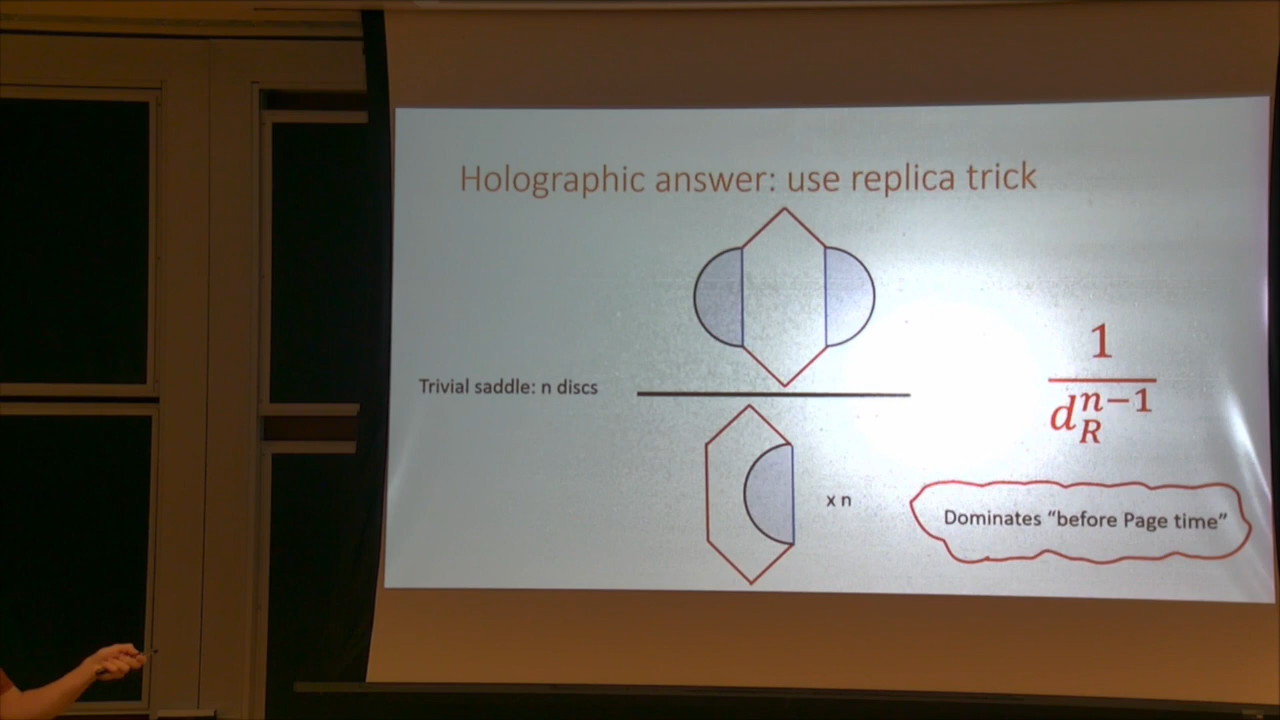 Holographic answer: use replica trick
Trivial saddle: n discs
x n
1
d_R^{n-1}
Dominates “before Page time”